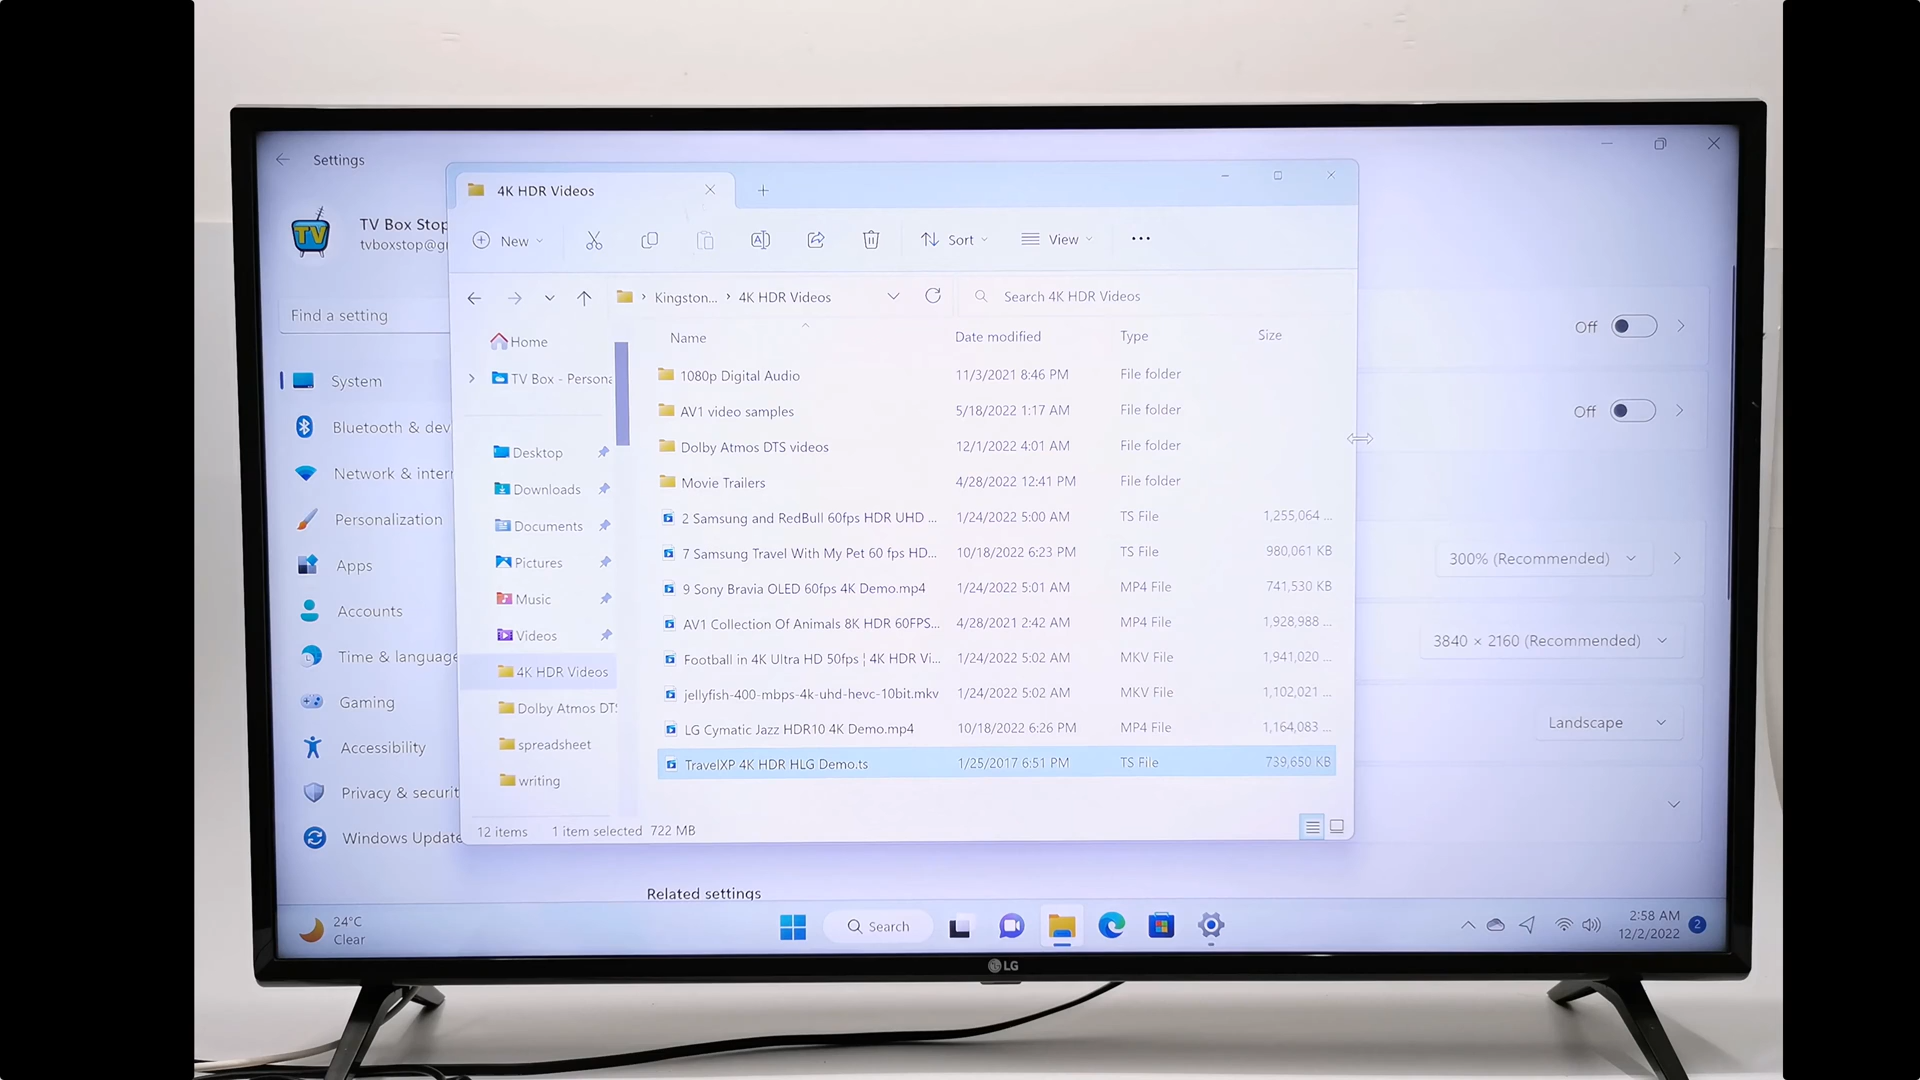 Settings
TV Box Stop
tvboxstop@g
Find a setting
System
Bluetooth & dev
Network & inter
Personalization
Apps
Accounts
Time & language
Gaming
Accessibility
Privacy & securit
Windows Update
4K HDR Videos
New
Sort
View
Kingston... › 4K HDR Videos
Search 4K HDR Videos
Home
TV Box - Persona
Desktop
Downloads
Documents
Pictures
Music
Videos
4K HDR Videos
Dolby Atmos DTS
spreadsheet
writing
Name Date modified Type Size
1080p Digital Audio 11/3/2021 8:46 PM File folder
AV1 video samples 5/18/2022 1:17 AM File folder
Dolby Atmos DTS videos 12/1/2022 4:01 AM File folder
Movie Trailers 4/28/2022 12:41 PM File folder
2 Samsung and RedBull 60fps HDR UHD ... 1/24/2022 5:00 AM TS File 1,255,064 ...
7 Samsung Travel With My Pet 60 fps HD... 10/18/2022 6:23 PM TS File 980,061 KB
9 Sony Bravia OLED 60fps 4K Demo.mp4 1/24/2022 5:01 AM MP4 File 741,530 KB
AV1 Collection Of Animals 8K HDR 60FPS... 4/28/2021 2:42 AM MP4 File 1,928,988 ...
Football in 4K Ultra HD 50fps ¦ 4K HDR Vi... 1/24/2022 5:02 AM MKV File 1,941,020 ...
jellyfish-400-mbps-4k-uhd-hevc-10bit.mkv 1/24/2022 5:02 AM MKV File 1,102,021 ...
LG Cymatic Jazz HDR10 4K Demo.mp4 10/18/2022 6:26 PM MP4 File 1,164,083 ...
TravelXP 4K HDR HLG Demo.ts 1/25/2017 6:51 PM TS File 739,650 KB
12 items 1 item selected 722 MB
Off
Off
300% (Recommended)
3840 × 2160 (Recommended)
Landscape
Related settings
24°C
Clear
Search
2:58 AM
12/2/2022
2
LG